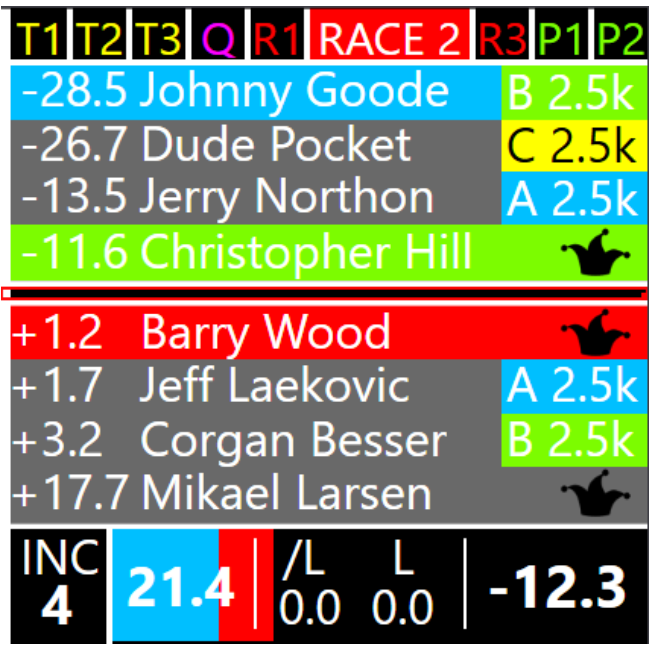 T1 T2 T3 Q R1 RACE 2 R3 P1 P2
-28.5 Johnny Goode B 2.5k
-26.7 Dude Pocket C 2.5k
-13.5 Jerry Northon A 2.5k
-11.6 Christopher Hill
+1.2 Barry Wood
+1.7 Jeff Laekovic A 2.5k
+3.2 Corgan Besser B 2.5k
+17.7 Mikael Larsen
INC /L L
4 21.4 0.0 0.0 -12.3